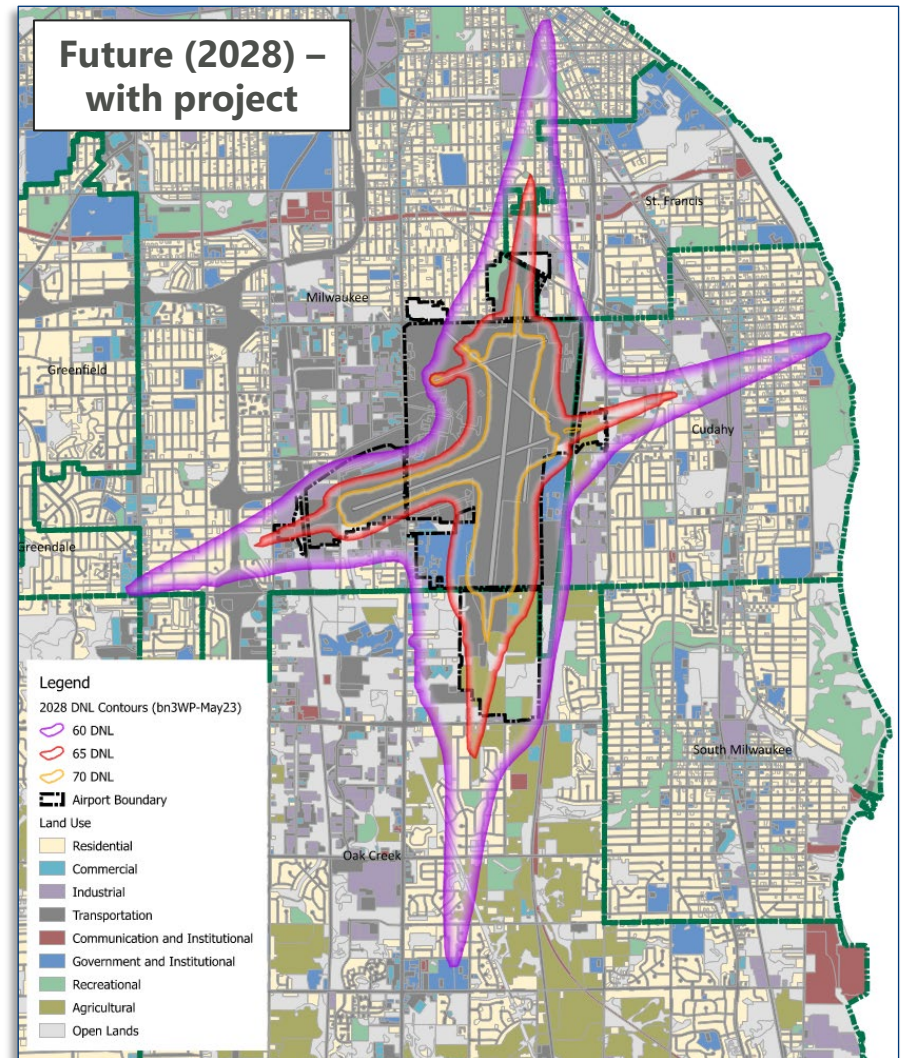 Future (2028) –
with project
St. Francis
Milwaukee
Greenfield
Cudahy
Greendale
South Milwaukee
Oak Creek
Legend
2028 DNL Contours (bn3WP-May23)
60 DNL
65 DNL
70 DNL
Airport Boundary
Land Use
Residential
Commercial
Industrial
Transportation
Communication and Institutional
Government and Institutional
Recreational
Agricultural
Open Lands